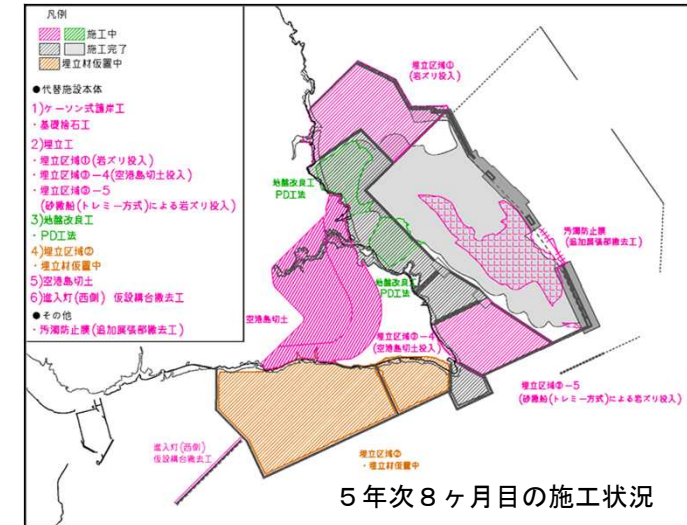 凡例
施工中
施工完了
埋立材仮置中
●代替施設本体
1)ケーソン式護岸工
・基礎捨石工
2)埋立工
・埋立区域①(岩ズリ投入)
・埋立区域③-4(空港島切土投入)
・埋立区域③-5
(砂撒船(トレミー方式)による岩ズリ投入)
3)地盤改良工
・PD工法
4)埋立区域②
・埋立材仮置中
5)空港島切土
6)進入灯(西側) 仮設構台撤去工
●その他
・汚濁防止膜(追加展張部撤去工)
埋立区域①
(岩ズリ投入)
地盤改良工
PD工法
汚濁防止膜
(追加展張部撤去工)
地盤改良工
PD工法
空港島切土
埋立区域③-4
(空港島切土投入)
埋立区域③-5
(砂撒船(トレミー方式)による岩ズリ投入)
進入灯(西側)
仮設構台撤去工
埋立区域②
・埋立材仮置中
5年次8ヶ月目の施工状況